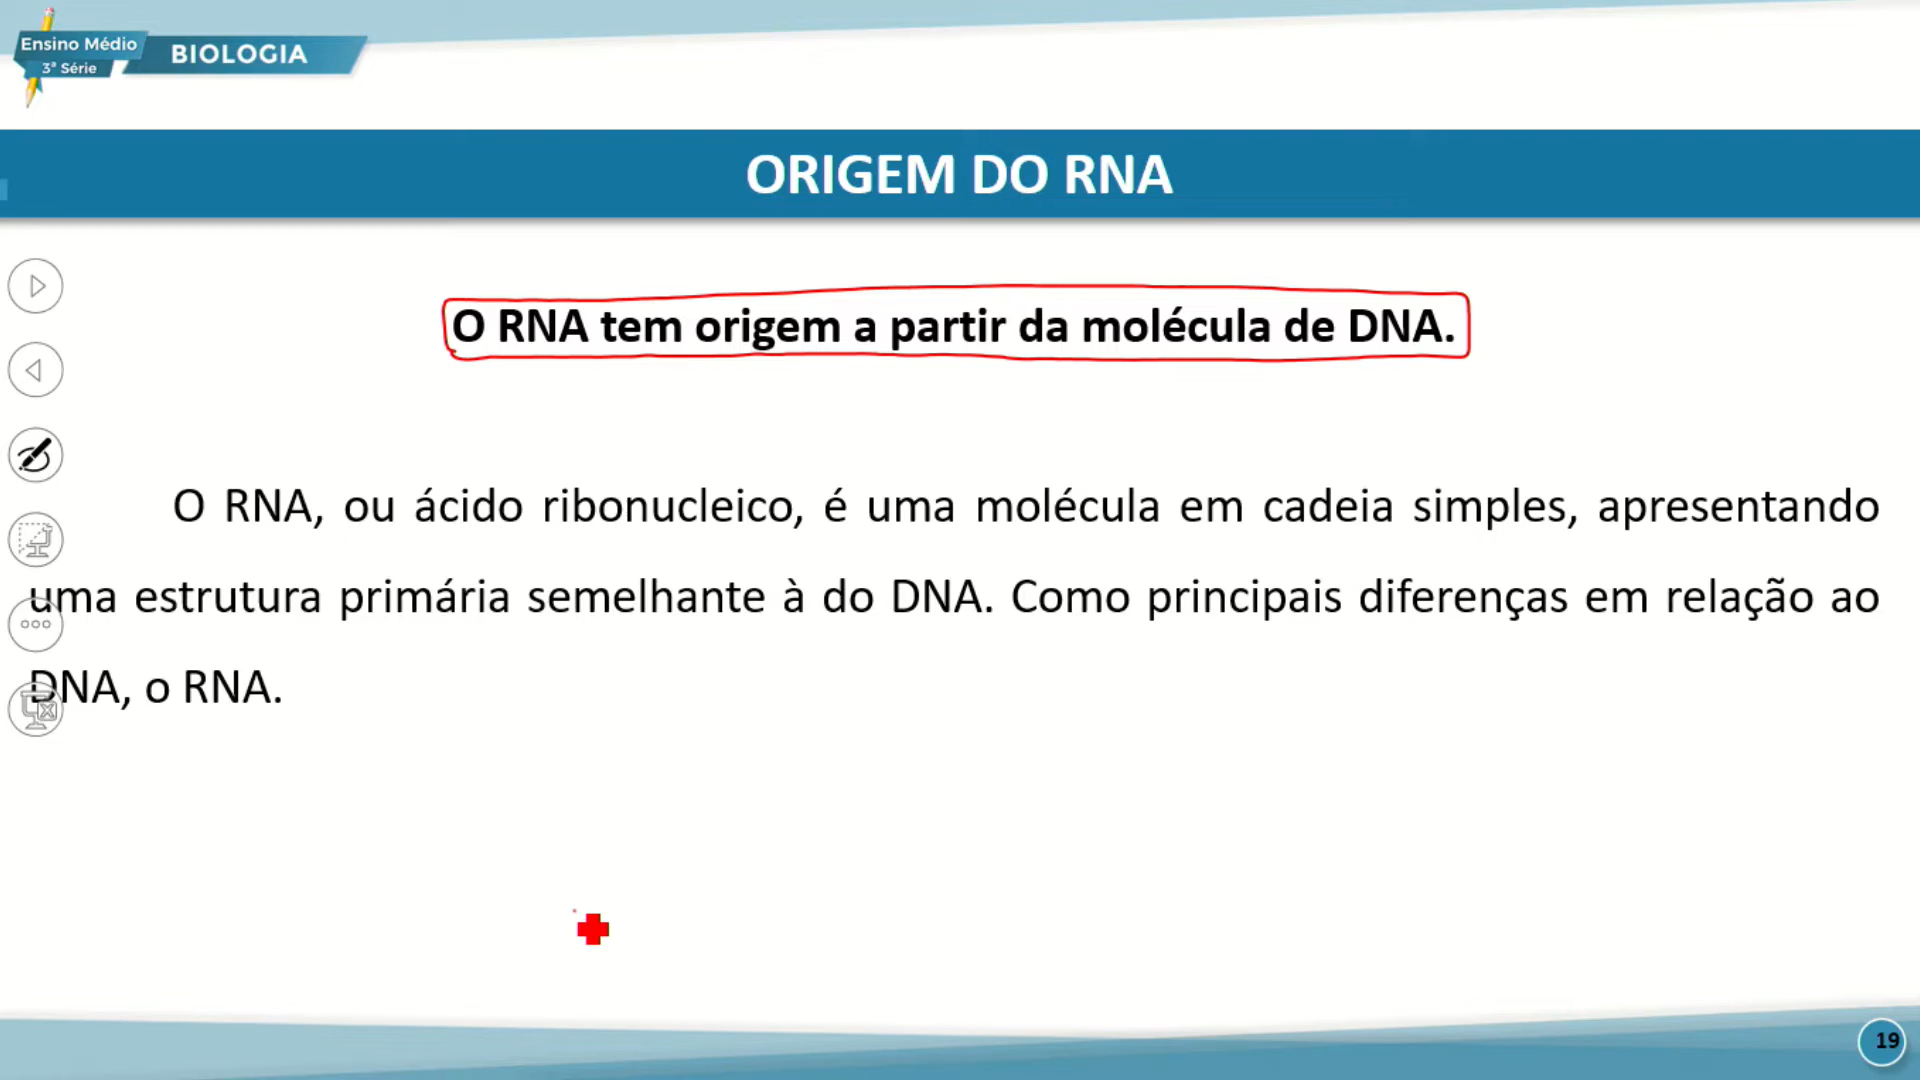 Ensino Médio
3ª Série
BIOLOGIA
ORIGEM DO RNA
O RNA tem origem a partir da molécula de DNA.
O RNA, ou ácido ribonucleico, é uma molécula em cadeia simples, apresentando
uma estrutura primária semelhante à do DNA. Como principais diferenças em relação ao
DNA, o RNA.
19